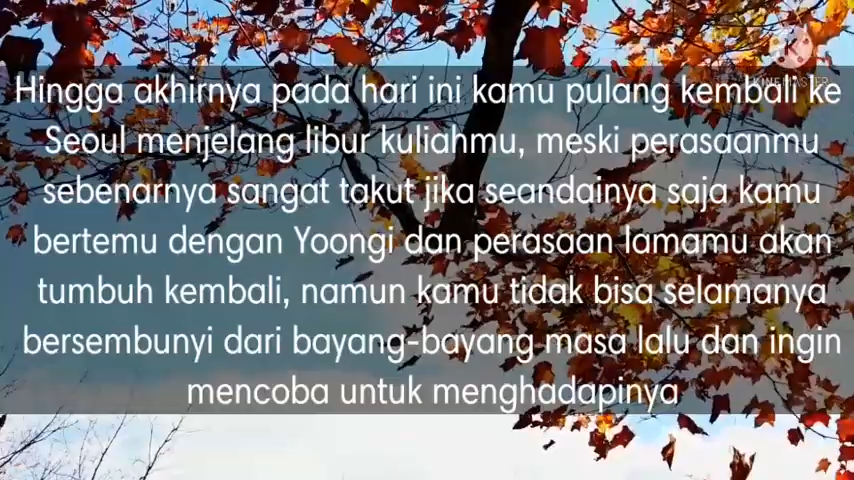 KINEMASTER
Hingga akhirnya pada hari ini kamu pulang kembali ke
Seoul menjelang libur kuliahmu, meski perasaanmu
sebenarnya sangat takut jika seandainya saja kamu
bertemu dengan Yoongi dan perasaan lamamu akan
tumbuh kembali, namun kamu tidak bisa selamanya
bersembunyi dari bayang-bayang masa lalu dan ingin
mencoba untuk menghadapinya